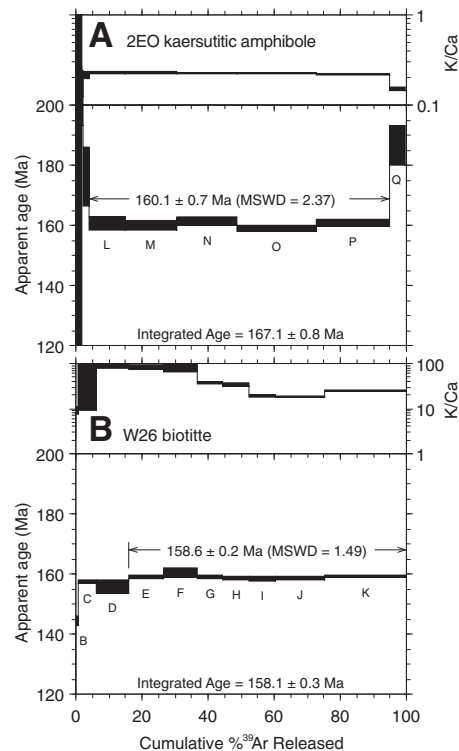 A 2EO kaersutitic amphibole
1
K/Ca
0.1
200
180
160
140
120
Apparent age (Ma)
160.1 ± 0.7 Ma (MSWD = 2.37)
L M N O P Q
Integrated Age = 167.1 ± 0.8 Ma
100
10
1
K/Ca
B W26 biotitte
200
180
160
140
120
Apparent age (Ma)
158.6 ± 0.2 Ma (MSWD = 1.49)
B C D E F G H I J K
Integrated Age = 158.1 ± 0.3 Ma
0 20 40 60 80 100
Cumulative %³⁹Ar Released